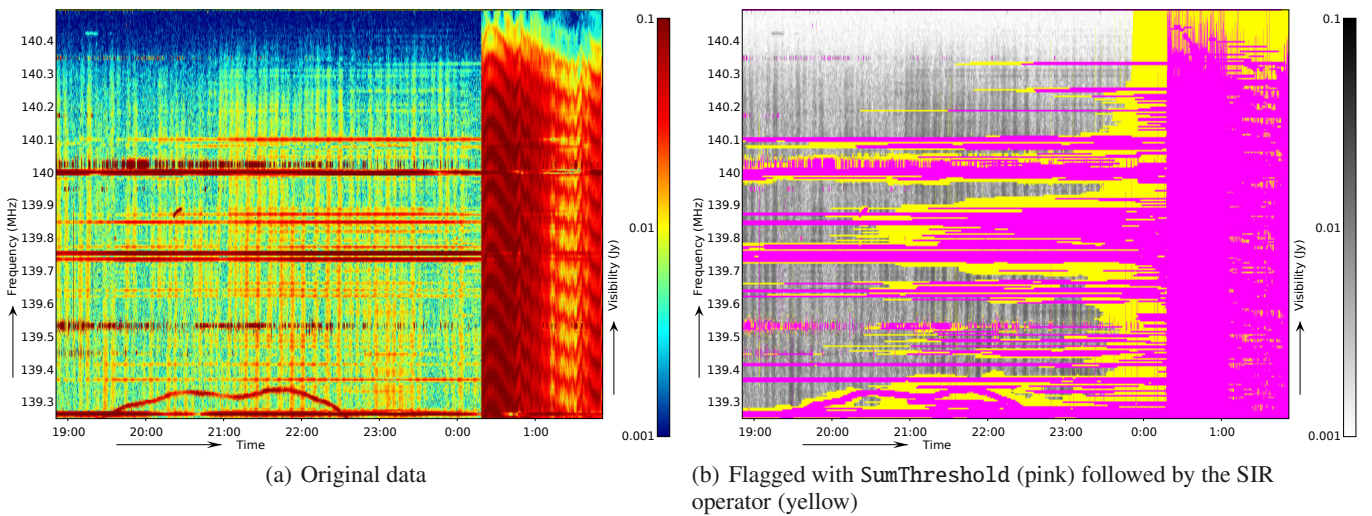 140.4
140.3
140.2
140.1
140
139.9
139.8
139.7
139.6
139.5
139.4
139.3
Frequency (MHz)
19:00 20:00 21:00 22:00 23:00 0:00 1:00
Time
0.1
0.01
0.001
Visibility (Jy)
(a) Original data
140.4
140.3
140.2
140.1
140
139.9
139.8
139.7
139.6
139.5
139.4
139.3
Frequency (MHz)
19:00 20:00 21:00 22:00 23:00 0:00 1:00
Time
0.1
0.01
0.001
Visibility (Jy)
(b) Flagged with SumThreshold (pink) followed by the SIR
operator (yellow)